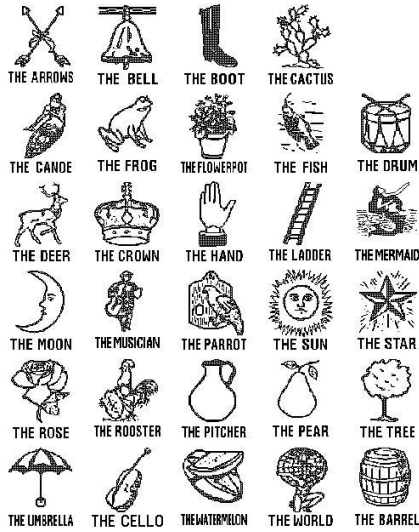 THE ARROWS THE BELL THE BOOT THE CACTUS
THE CANOE THE FROG THE FLOWERPOT THE FISH THE DRUM
THE DEER THE CROWN THE HAND THE LADDER THE MERMAID
THE MOON THE MUSICIAN THE PARROT THE SUN THE STAR
THE ROSE THE ROOSTER THE PITCHER THE PEAR THE TREE
THE UMBRELLA THE CELLO THE WATERMELON THE WORLD THE BARREL